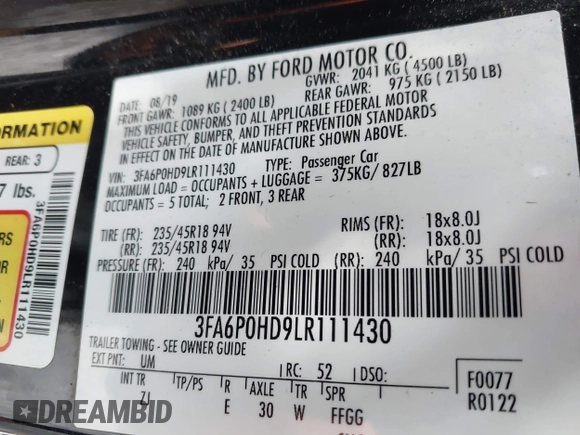 MFD. BY FORD MOTOR CO.
DATE: 08/19 GVWR: 2041 KG ( 4500 LB)
FRONT GAWR: 1089 KG ( 2400 LB) REAR GAWR: 975 KG ( 2150 LB)
THIS VEHICLE CONFORMS TO ALL APPLICABLE FEDERAL MOTOR
VEHICLE SAFETY, BUMPER, AND THEFT PREVENTION STANDARDS
IN EFFECT ON THE DATE OF MANUFACTURE SHOWN ABOVE.
VIN: 3FA6P0HD9LR111430 TYPE: Passenger Car
MAXIMUM LOAD = OCCUPANTS + LUGGAGE = 375KG/ 827LB
OCCUPANTS = 5 TOTAL; 2 FRONT, 3 REAR
TIRE (FR): 235/45R18 94V RIMS (FR): 18x8.0J
(RR): 235/45R18 94V (RR): 18x8.0J
PRESSURE (FR): 240 kPa/ 35 PSI COLD (RR): 240 kPa/ 35 PSI COLD
3FA6P0HD9LR111430
TRAILER TOWING - SEE OWNER GUIDE
EXT PNT: UM RC: 52 DSO:
INT TR TP/PS R AXLE TR SPR
E 30 W FFGG
F0077
R0122
ORMATION
REAR: 3
7 lbs.
3FA6P0HD9LR111430
RS
OR
DREAMBID